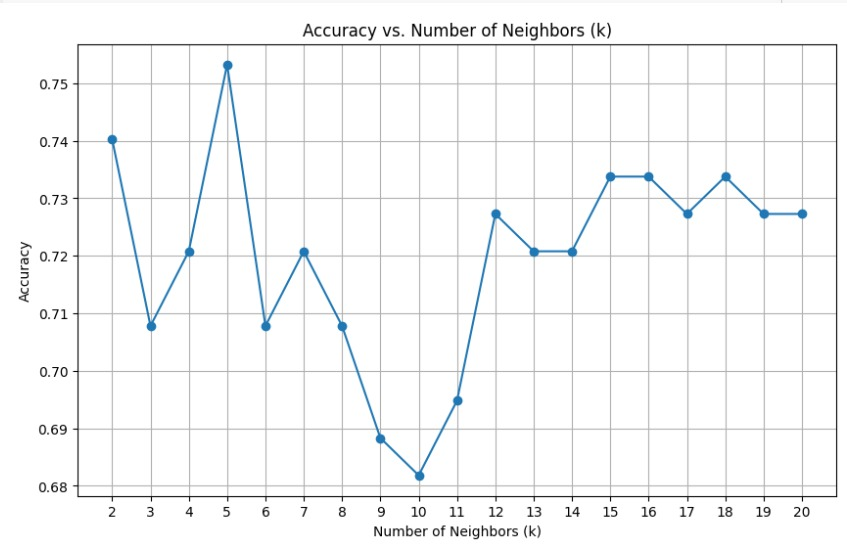 Accuracy vs. Number of Neighbors (k)
0.75
0.74
0.73
0.72
0.71
0.70
0.69
0.68
Accuracy
2 3 4 5 6 7 8 9 10 11 12 13 14 15 16 17 18 19 20
Number of Neighbors (k)